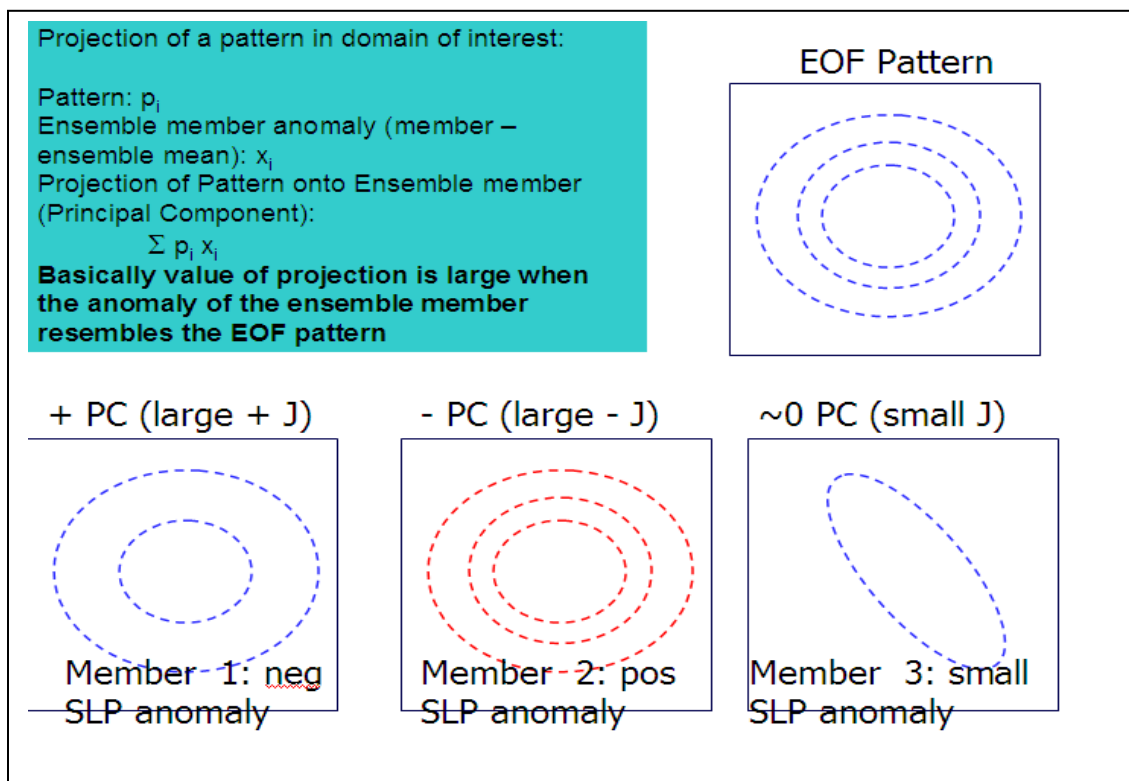 Projection of a pattern in domain of interest:
Pattern: pᵢ
Ensemble member anomaly (member –
ensemble mean): xᵢ
Projection of Pattern onto Ensemble member
(Principal Component):
Σ pᵢ xᵢ
Basically value of projection is large when
the anomaly of the ensemble member
resembles the EOF pattern
EOF Pattern
+ PC (large + J)
- PC (large - J)
~0 PC (small J)
Member 1: neg
SLP anomaly
Member 2: pos
SLP anomaly
Member 3: small
SLP anomaly